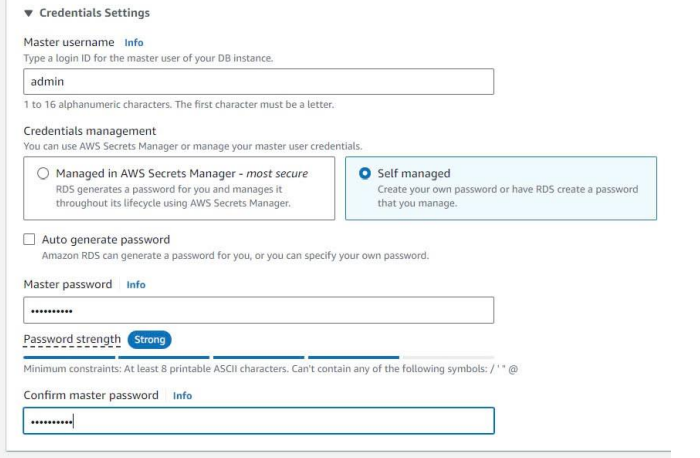 Credentials Settings
Master username Info
Type a login ID for the master user of your DB instance.
admin
1 to 16 alphanumeric characters. The first character must be a letter.
Credentials management
You can use AWS Secrets Manager or manage your master user credentials.
Managed in AWS Secrets Manager - most secure
RDS generates a password for you and manages it
throughout its lifecycle using AWS Secrets Manager.
Self managed
Create your own password or have RDS create a password
that you manage.
Auto generate password
Amazon RDS can generate a password for you, or you can specify your own password.
Master password Info
••••••••••
Password strength Strong
Minimum constraints: At least 8 printable ASCII characters. Can't contain any of the following symbols: / ' " @
Confirm master password Info
••••••••••